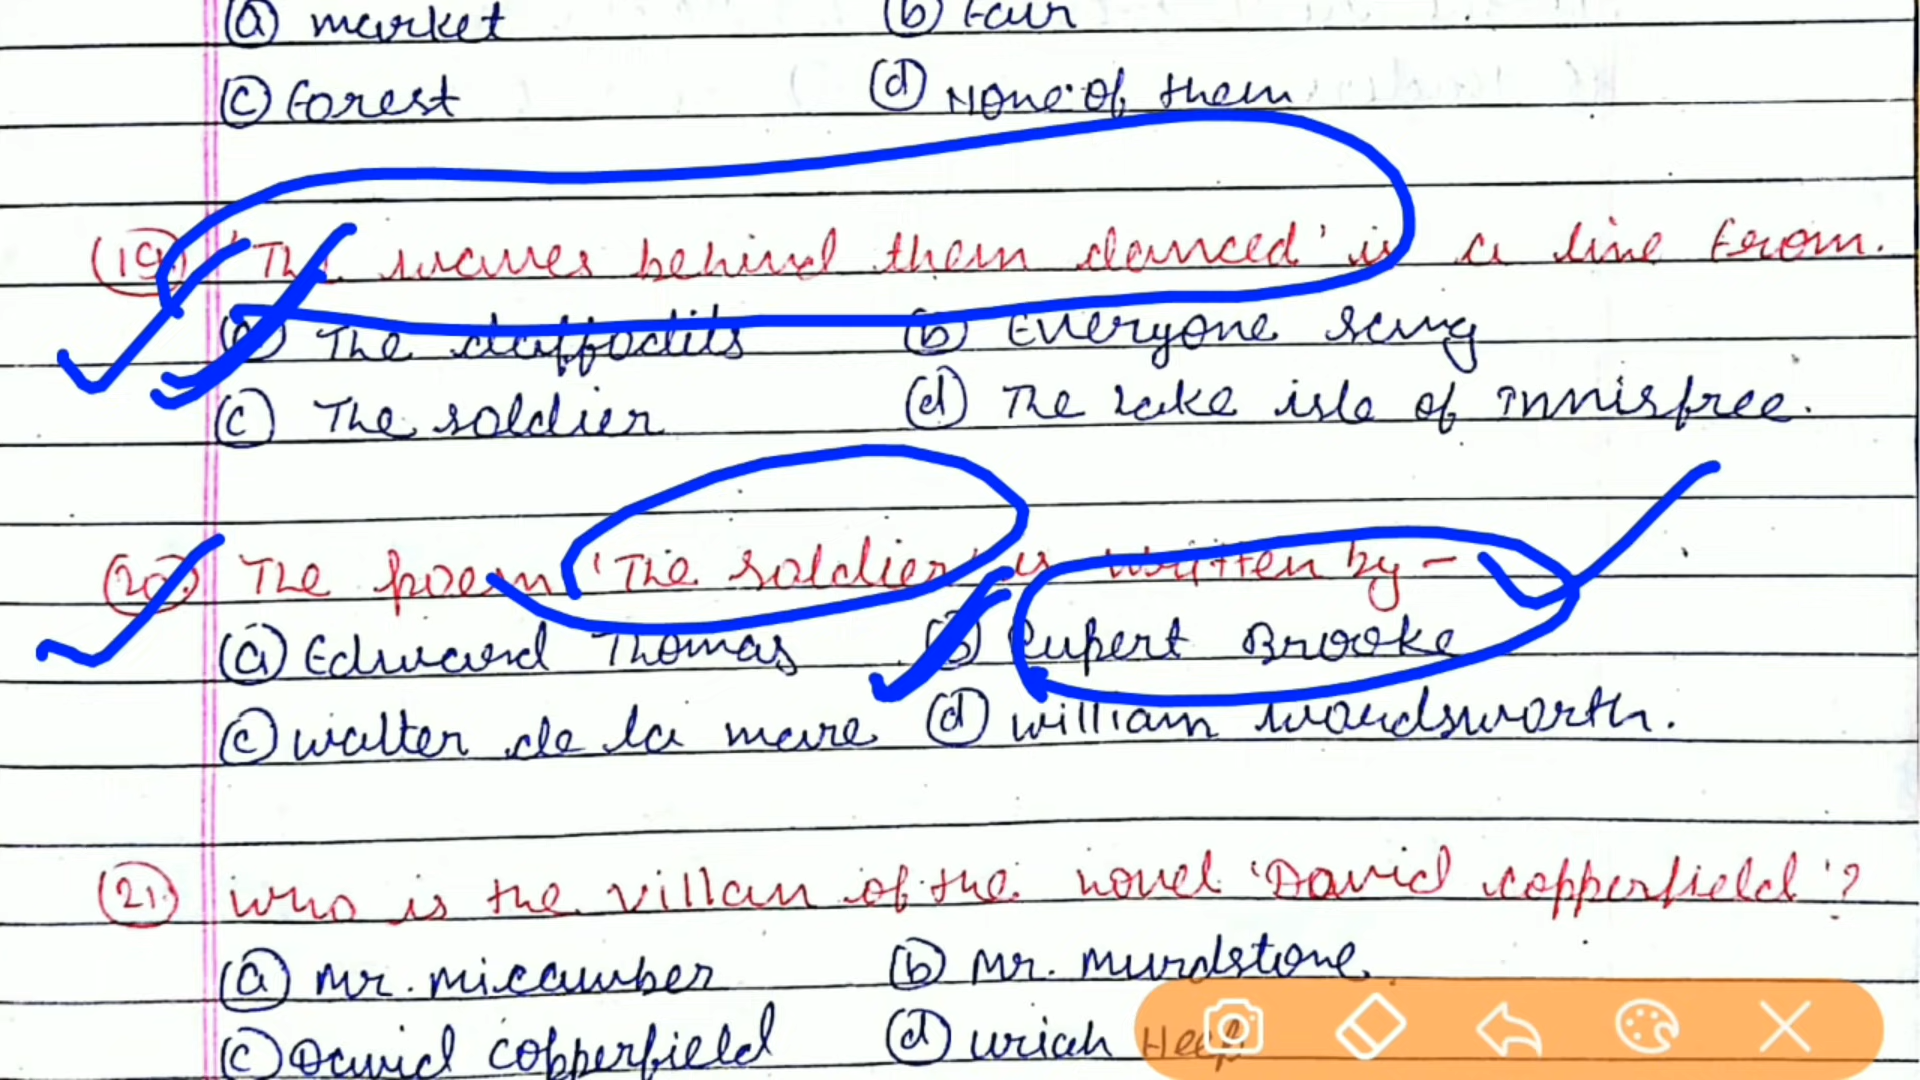 (a) market (b) Fair
(c) Forest (d) None of them
(19) 'The waves behind them danced' is a line from.
(a) The daffodils (b) Everyone sang
(c) The soldier (d) The Lake isle of Innisfree.
(20) The poem 'The soldier' is written by -
(a) Edward Thomas (b) Rupert Brooke
(c) walter de la mare (d) william wordsworth.
(21) who is the villan of the novel 'David copperfield'?
(a) Mr. micawber (b) Mr. murdstone.
(c) David copperfield (d) uriah Heep